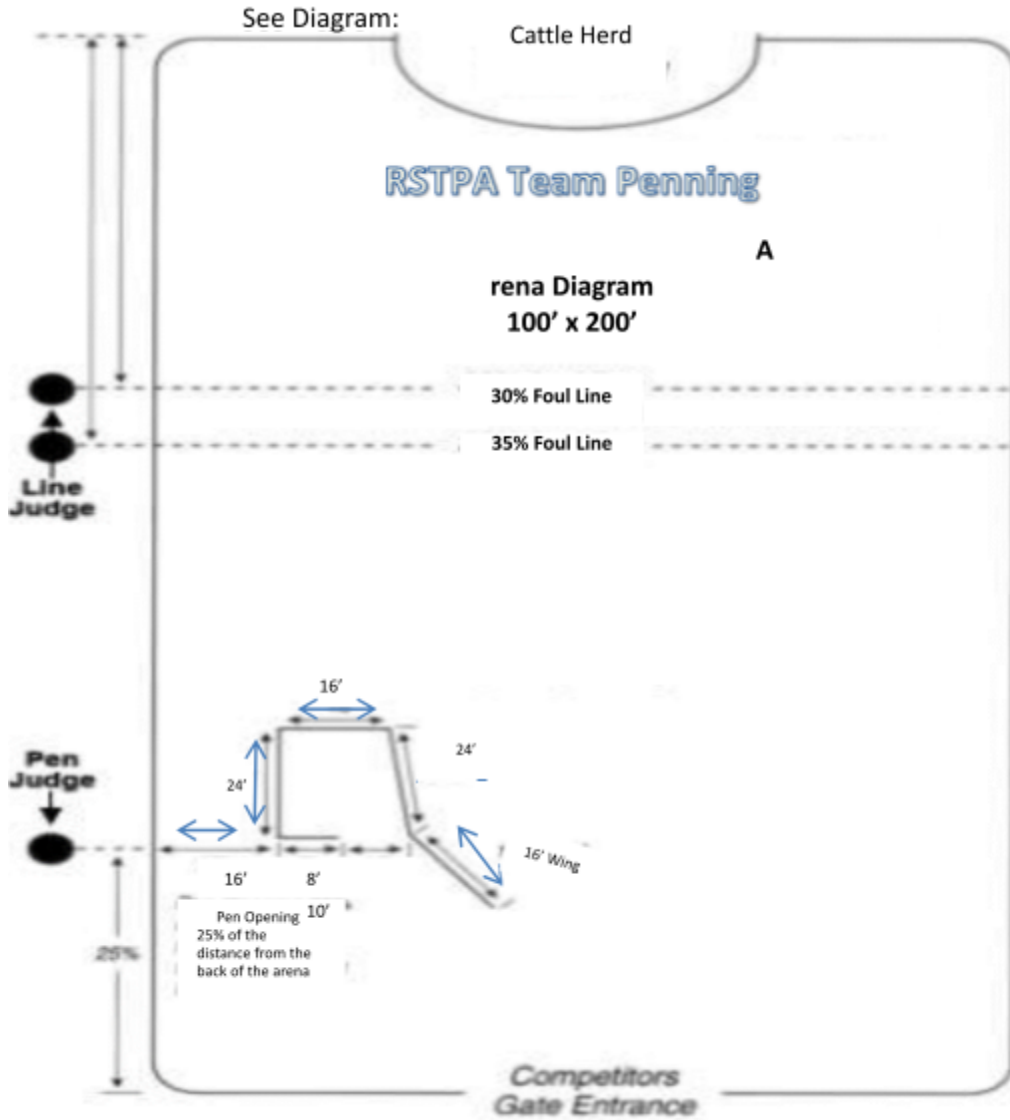 See Diagram:
Cattle Herd
RSTPA Team Penning
A
rena Diagram
100’ x 200’
30% Foul Line
35% Foul Line
Line
Judge
16’
24’
24’
Pen
Judge
16’ Wing
16’
8’
10’
Pen Opening
25% of the
distance from the
back of the arena
25%
Competitors
Gate Entrance